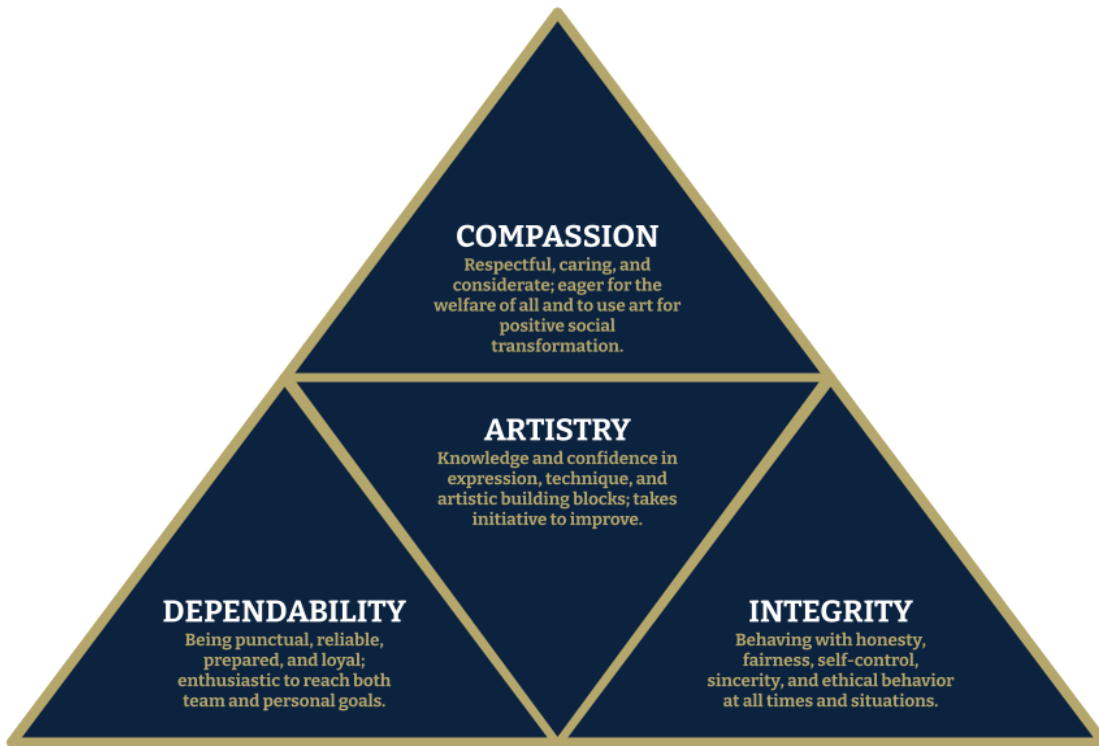 COMPASSION
Respectful, caring, and
considerate; eager for the
welfare of all and to use art for
positive social
transformation.
ARTISTRY
Knowledge and confidence in
expression, technique, and
artistic building blocks; takes
initiative to improve.
DEPENDABILITY
Being punctual, reliable,
prepared, and loyal;
enthusiastic to reach both
team and personal goals.
INTEGRITY
Behaving with honesty,
fairness, self-control,
sincerity, and ethical behavior
at all times and situations.